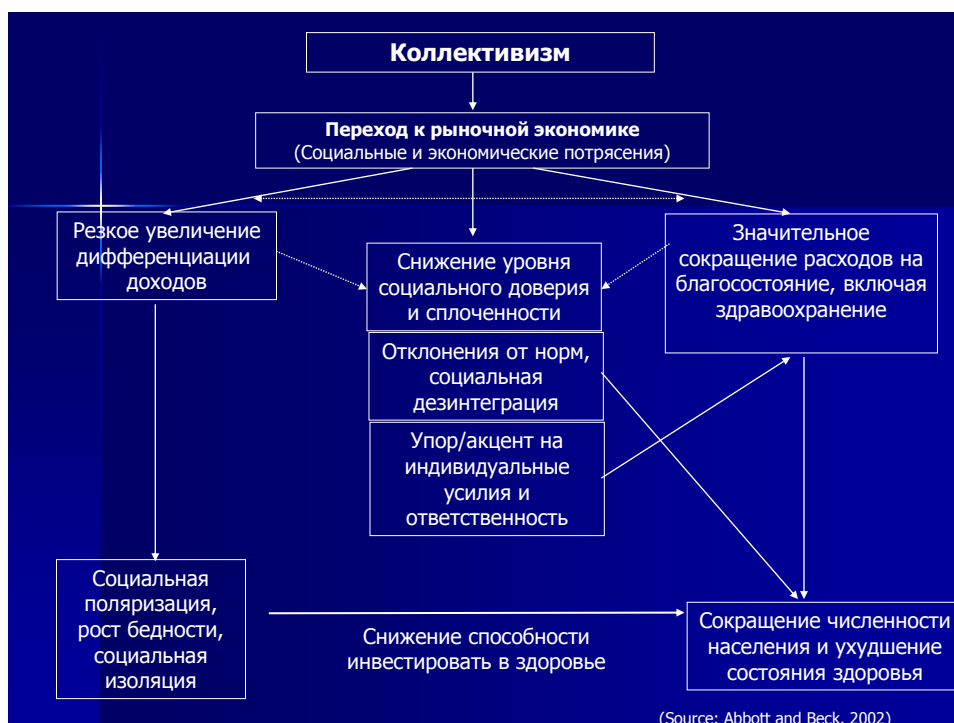 Коллективизм
Переход к рыночной экономике
(Социальные и экономические потрясения)
Резкое увеличение
дифференциации
доходов
Снижение уровня
социального доверия
и сплоченности
Значительное
сокращение расходов на
благосостояние, включая
здравоохранение
Отклонения от норм,
социальная
дезинтеграция
Упор/акцент на
индивидуальные
усилия и
ответственность
Социальная
поляризация,
рост бедности,
социальная
изоляция
Снижение способности
инвестировать в здоровье
Сокращение численности
населения и ухудшение
состояния здоровья
(Source: Abbott and Beck, 2002)